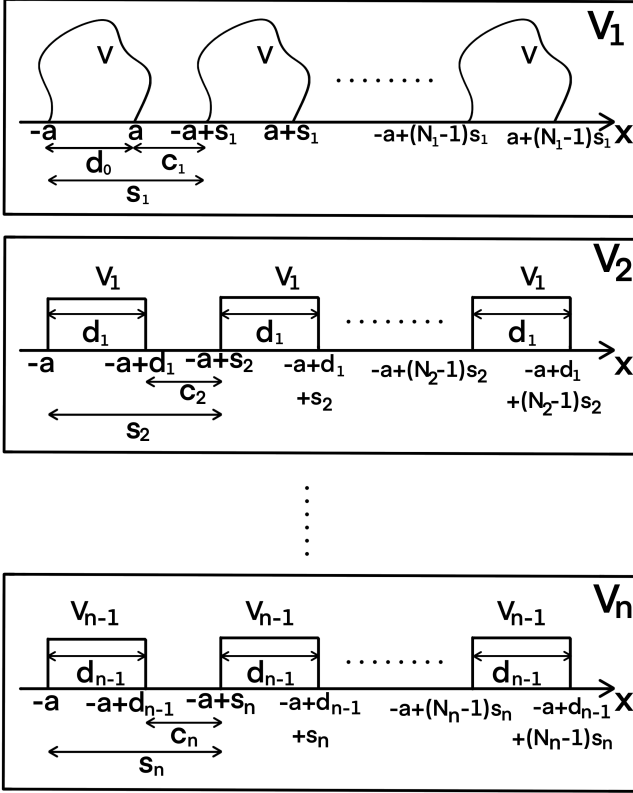 V₁
V V
-a a -a+s₁ a+s₁ -a+(N₁-1)s₁ a+(N₁-1)s₁ x
d₀ c₁
s₁
V₂
V₁ V₁ V₁
d₁ d₁ d₁
-a -a+d₁ -a+s₂ -a+d₁ -a+(N₂-1)s₂ -a+d₁ x
c₂ +s₂ +(N₂-1)s₂
s₂
Vₙ
Vₙ₋₁ Vₙ₋₁ Vₙ₋₁
dₙ₋₁ dₙ₋₁ dₙ₋₁
-a -a+dₙ₋₁ -a+sₙ -a+dₙ₋₁ -a+(Nₙ-1)sₙ -a+dₙ₋₁ x
cₙ +sₙ +(Nₙ-1)sₙ
sₙ